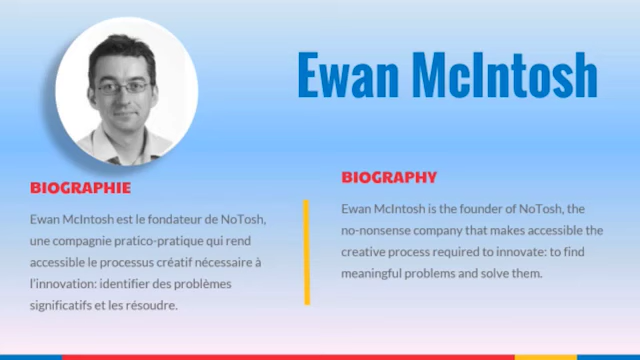 Ewan McIntosh
BIOGRAPHIE
Ewan McIntosh est le fondateur de NoTosh,
une compagnie pratico-pratique qui rend
accessible le processus créatif nécessaire à
l'innovation: identifier des problèmes
significatifs et les résoudre.
BIOGRAPHY
Ewan McIntosh is the founder of NoTosh, the
no-nonsense company that makes accessible the
creative process required to innovate: to find
meaningful problems and solve them.